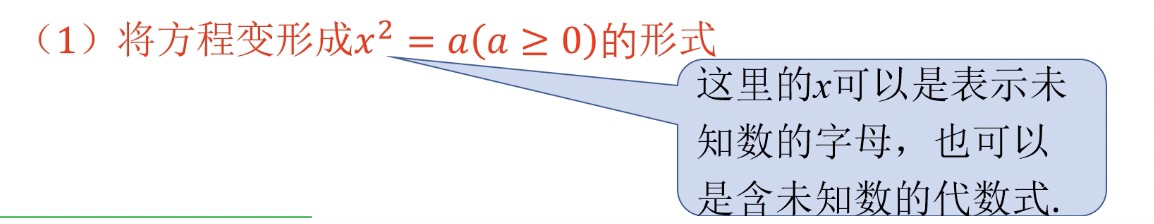 （1）将方程变形成x² = a(a ≥ 0)的形式
这里的x可以是表示未
知数的字母，也可以
是含未知数的代数式.